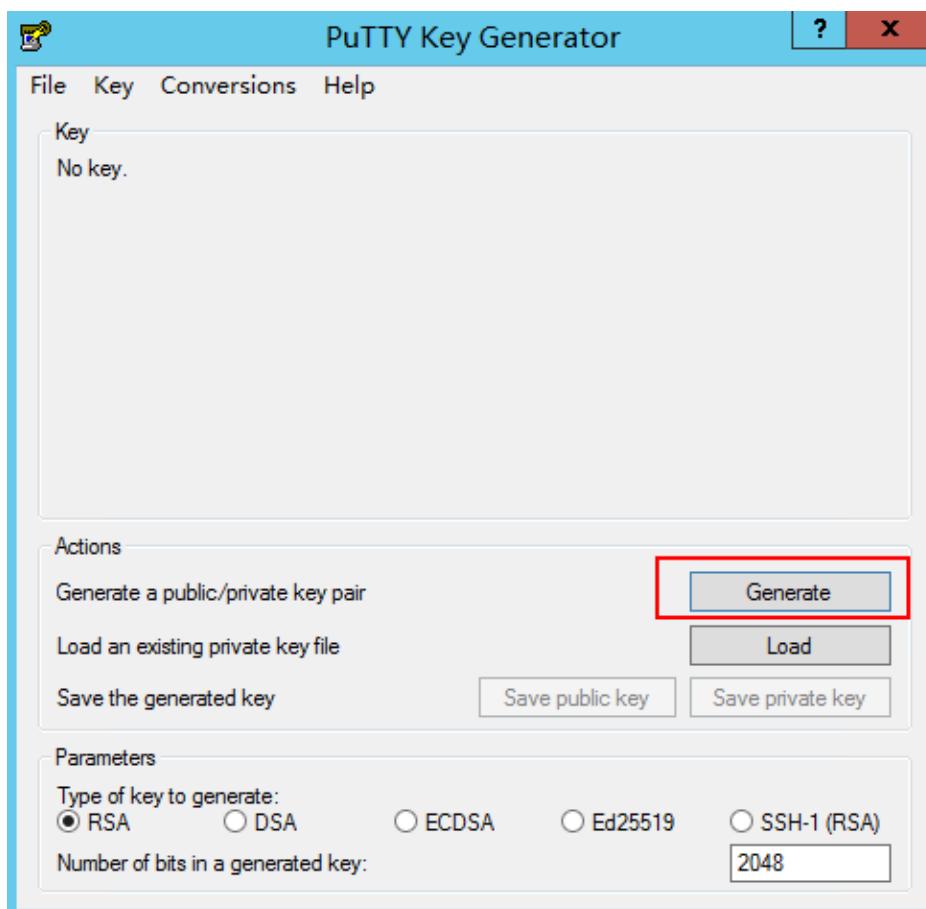 PuTTY Key Generator ? x
File Key Conversions Help
Key
No key.
Actions
Generate a public/private key pair Generate
Load an existing private key file Load
Save the generated key Save public key Save private key
Parameters
Type of key to generate:
RSA DSA ECDSA Ed25519 SSH-1 (RSA)
Number of bits in a generated key: 2048